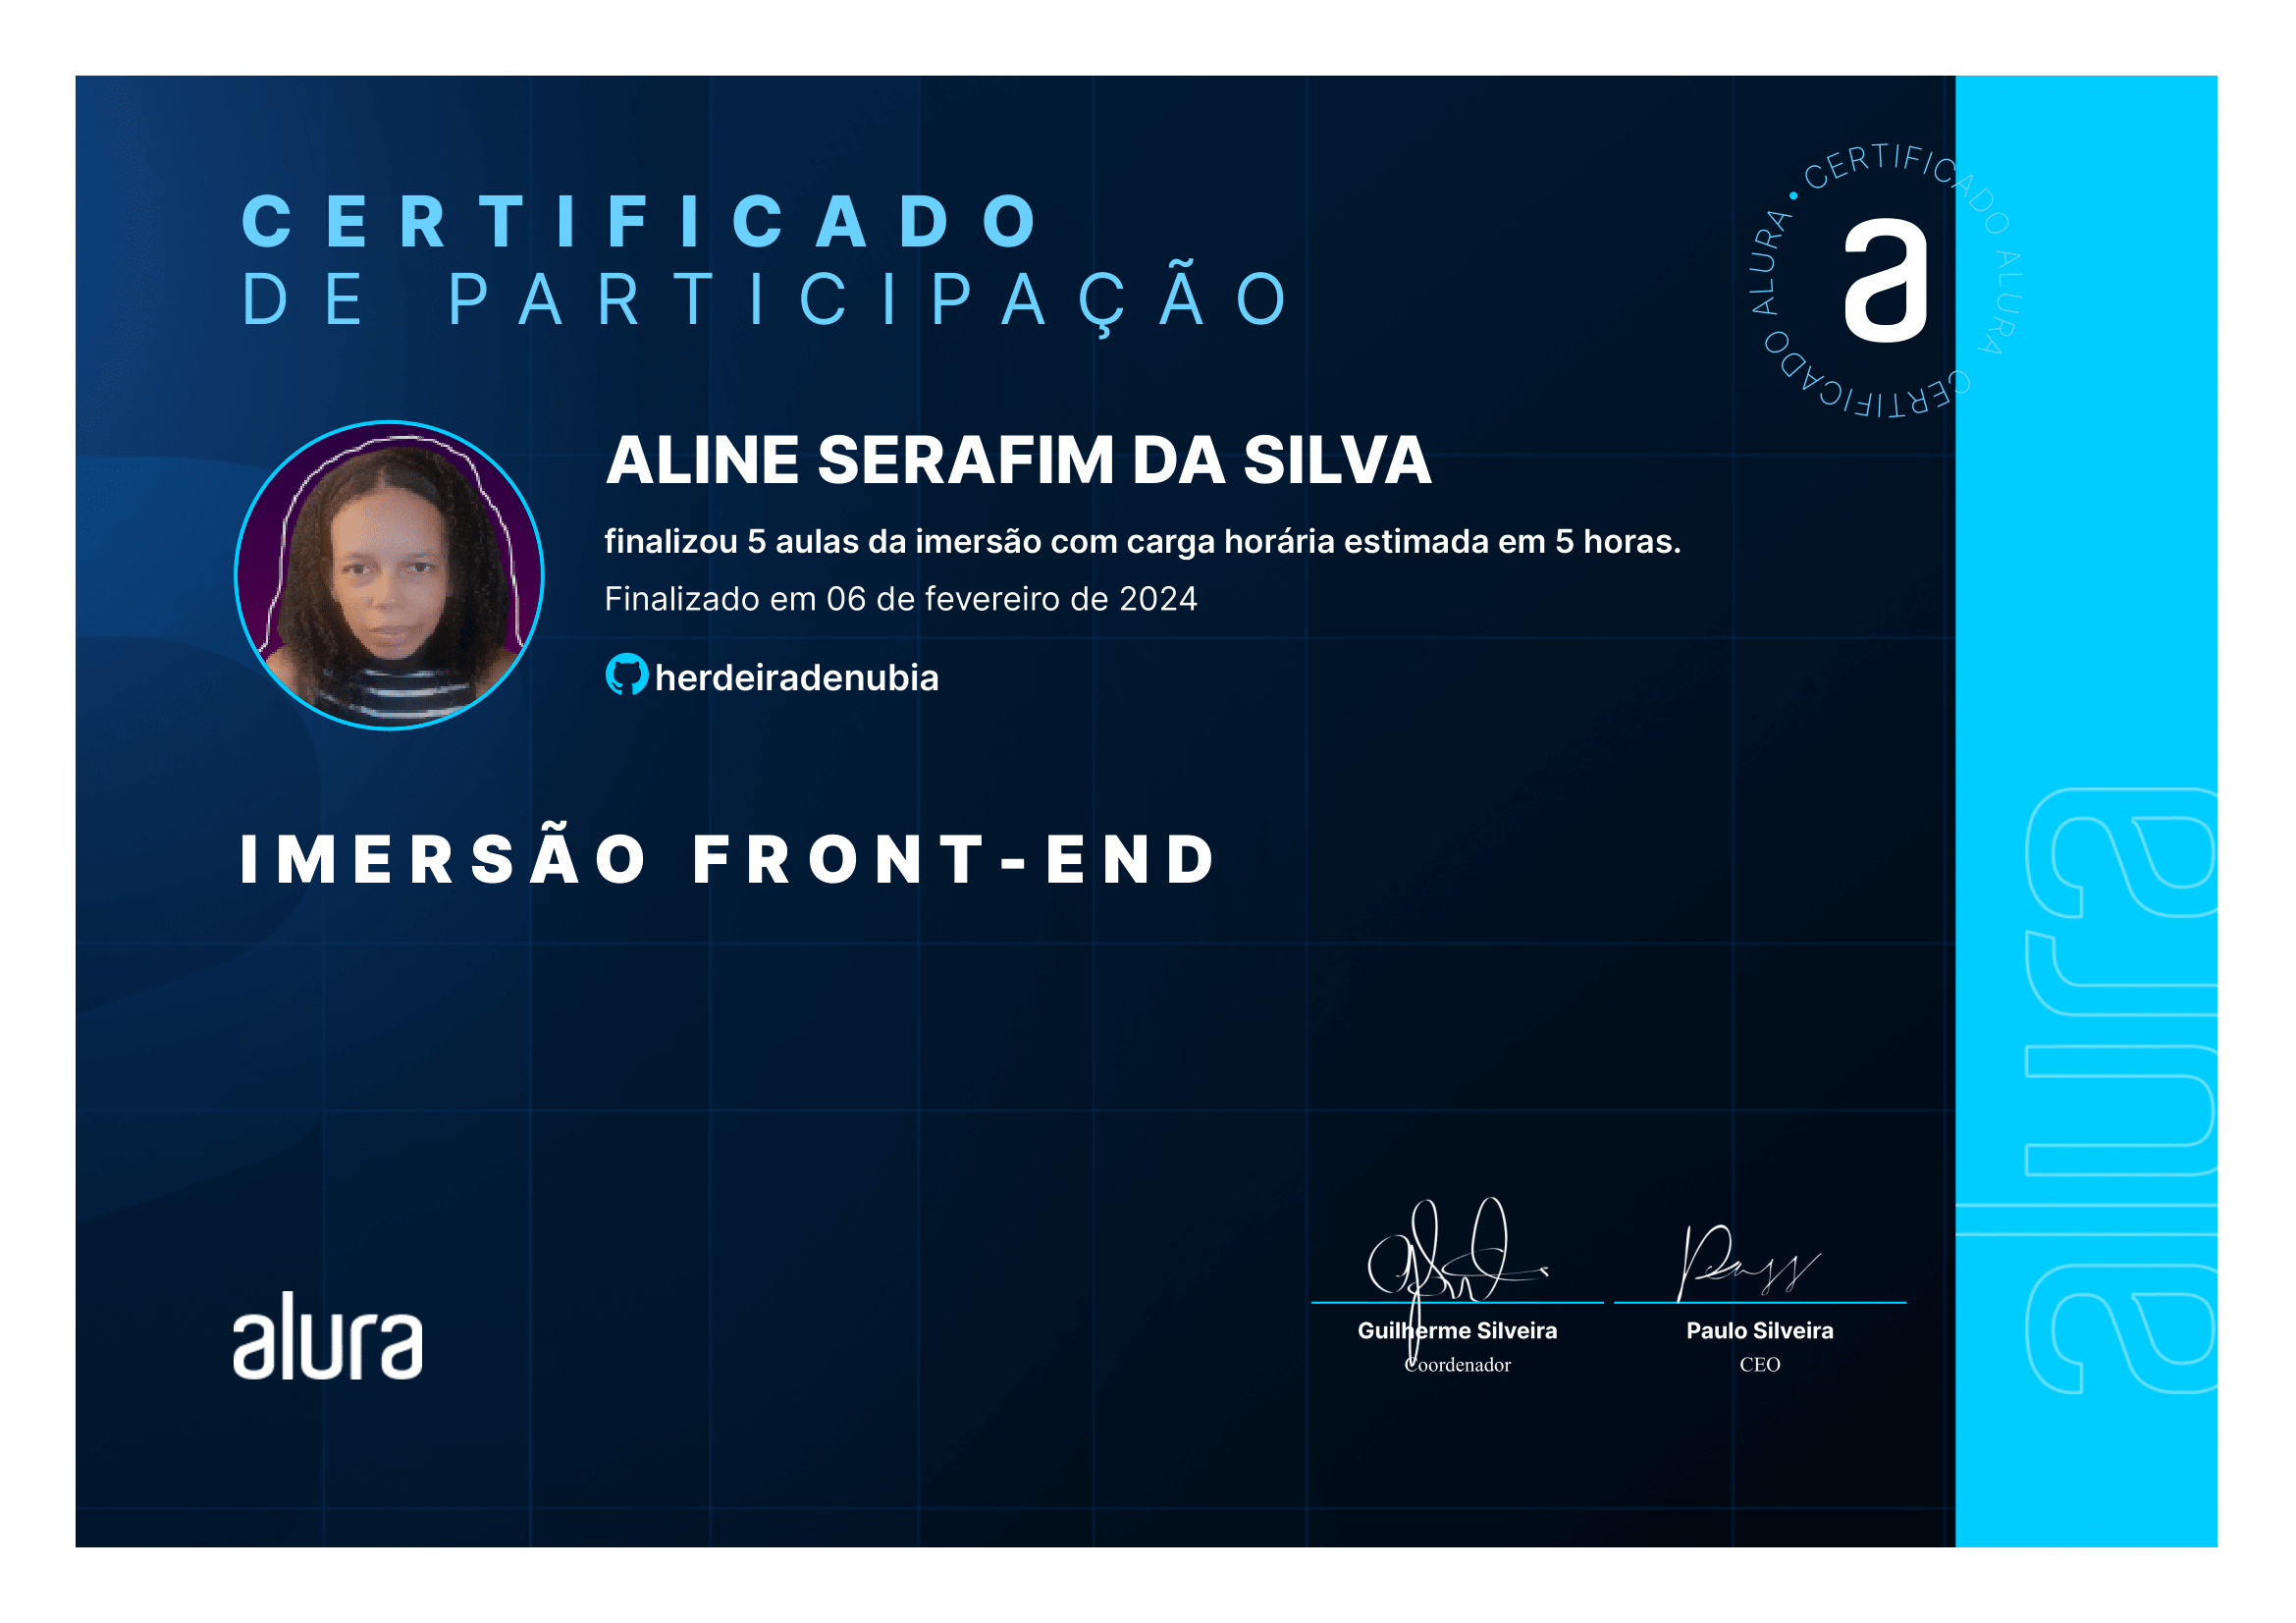 CERTIFICADO
DE PARTICIPAÇÃO
• CERTIFICADO ALURA CERTIFICADO ALURA
a
ALINE SERAFIM DA SILVA
finalizou 5 aulas da imersão com carga horária estimada em 5 horas.
Finalizado em 06 de fevereiro de 2024
herdeiradenubia
IMERSÃO FRONT-END
alura
Guilherme Silveira
Coordenador
Paulo Silveira
CEO
alura